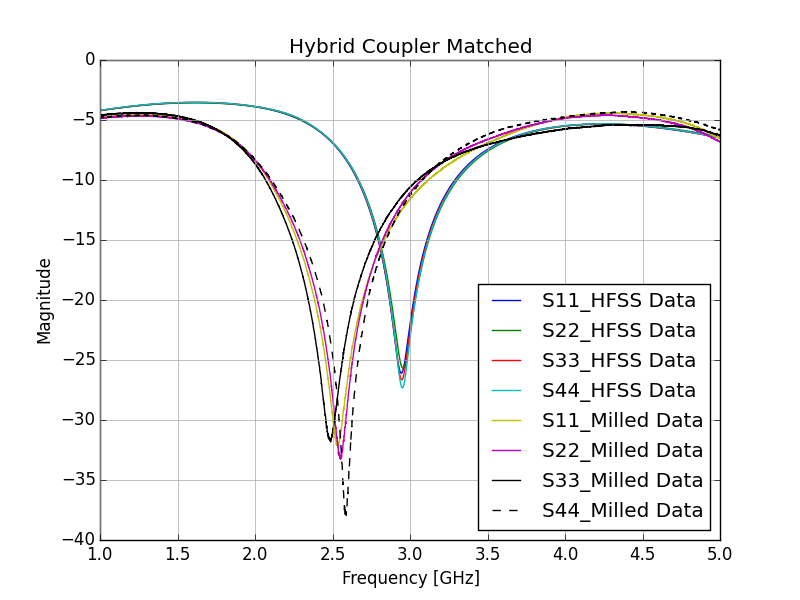 Hybrid Coupler Matched
0
−5
−10
−15
−20
−25
−30
−35
−40
Magnitude
S11_HFSS Data
S22_HFSS Data
S33_HFSS Data
S44_HFSS Data
S11_Milled Data
S22_Milled Data
S33_Milled Data
S44_Milled Data
1.0 1.5 2.0 2.5 3.0 3.5 4.0 4.5 5.0
Frequency [GHz]